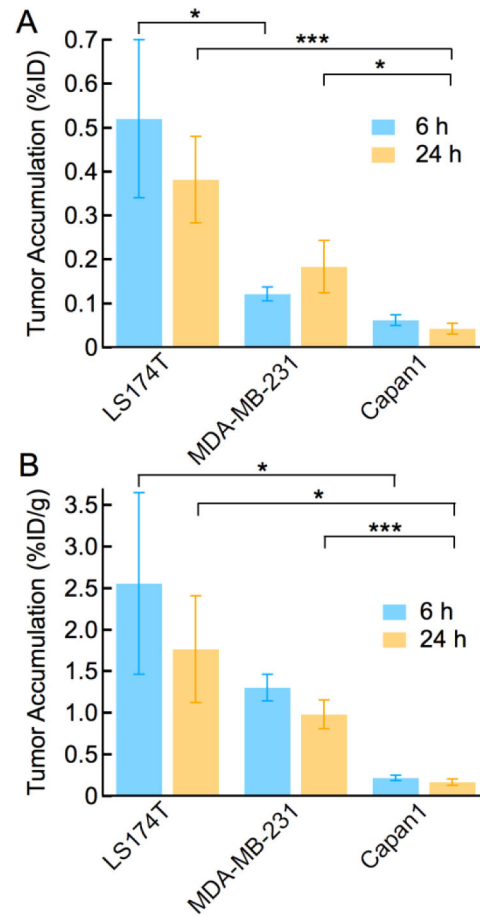 A
Tumor Accumulation (%ID)
0.7
0.6
0.5
0.4
0.3
0.2
0.1
0
*
***
*
6 h
24 h
LS174T
MDA-MB-231
Capan1
B
Tumor Accumulation (%ID/g)
3.5
3.0
2.5
2.0
1.5
1.0
0.5
0
*
*
***
6 h
24 h
LS174T
MDA-MB-231
Capan1